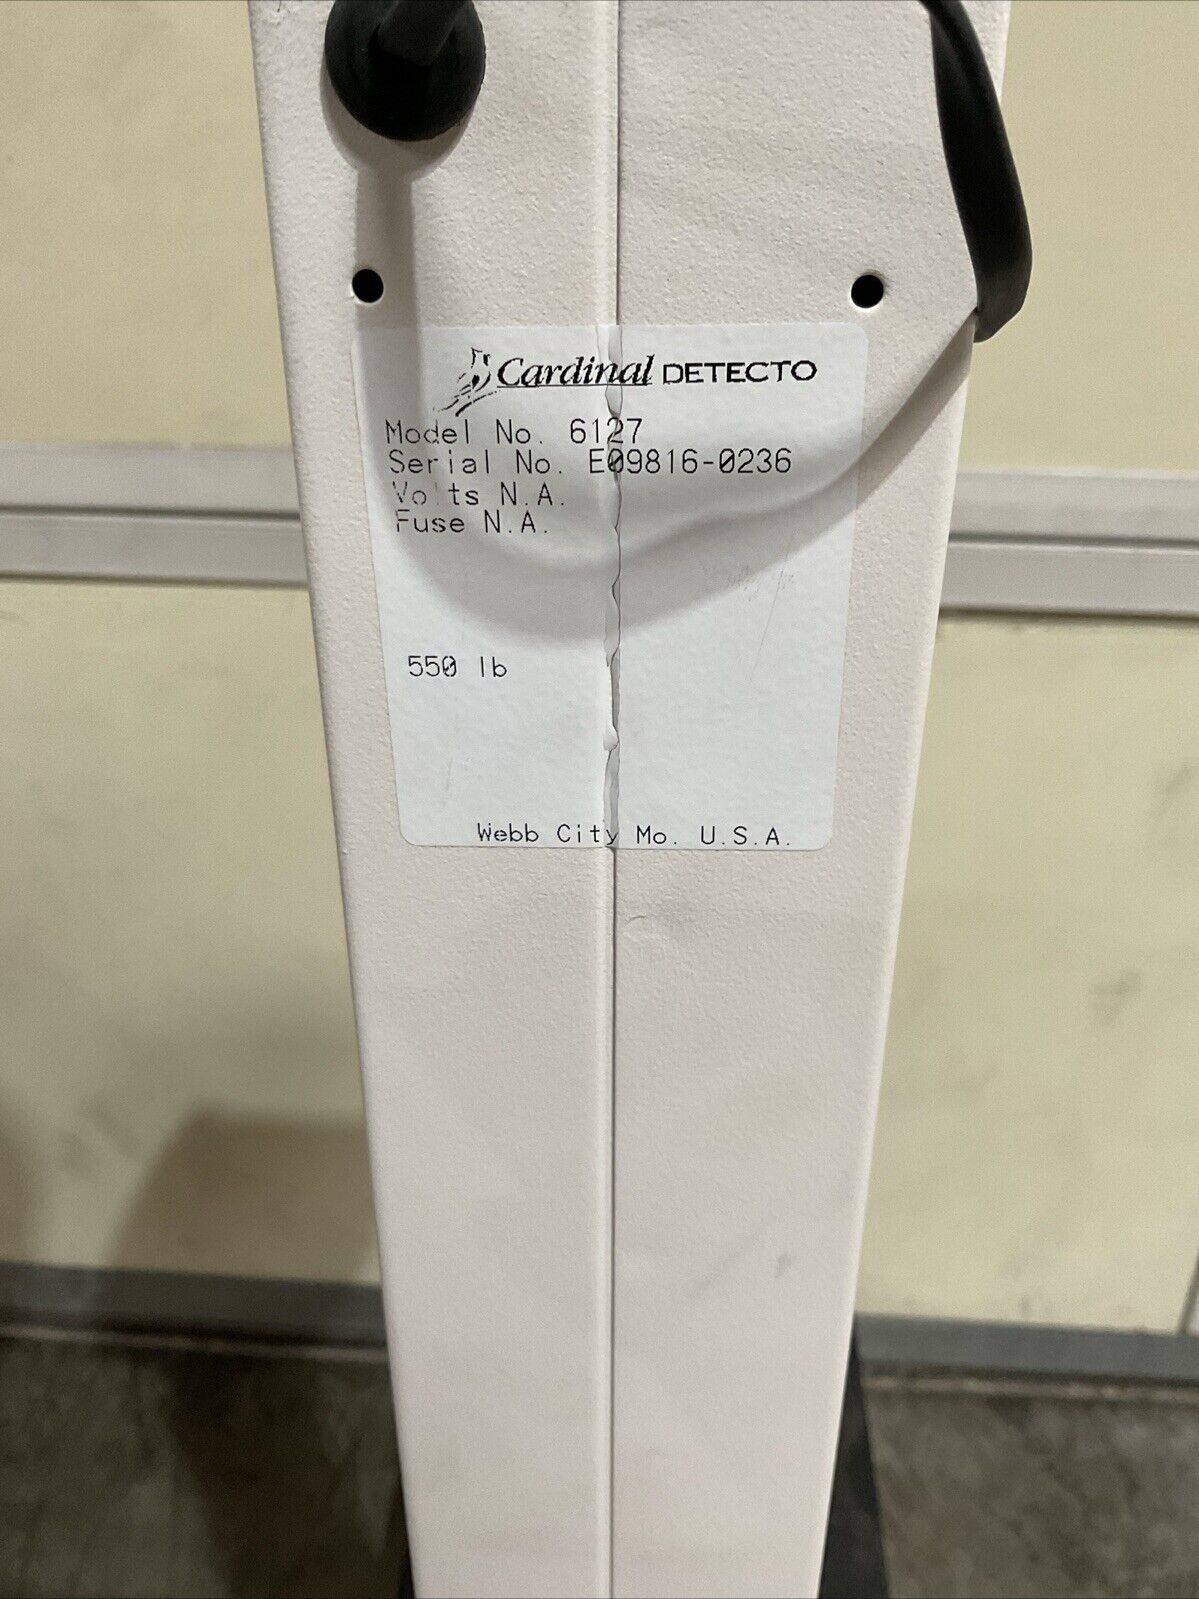 Cardinal DETECTO
Model No. 6127
Serial No. E09816-0236
Volts N.A.
Fuse N.A.
550 lb
Webb City Mo. U.S.A.